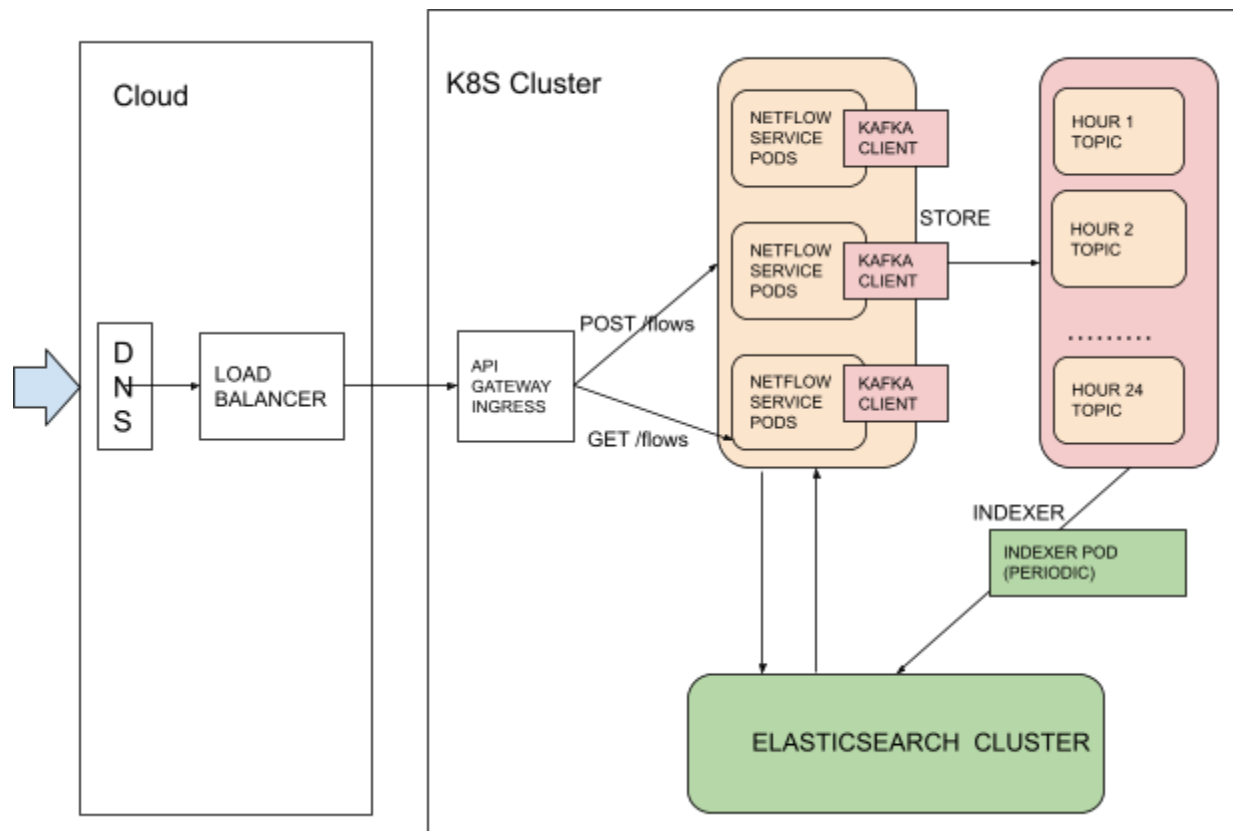 Cloud
D
N
S
LOAD
BALANCER
K8S Cluster
API
GATEWAY
INGRESS
POST /flows
GET /flows
NETFLOW
SERVICE
PODS
KAFKA
CLIENT
NETFLOW
SERVICE
PODS
KAFKA
CLIENT
NETFLOW
SERVICE
PODS
KAFKA
CLIENT
STORE
HOUR 1
TOPIC
HOUR 2
TOPIC
.........
HOUR 24
TOPIC
INDEXER
INDEXER POD
(PERIODIC)
ELASTICSEARCH CLUSTER